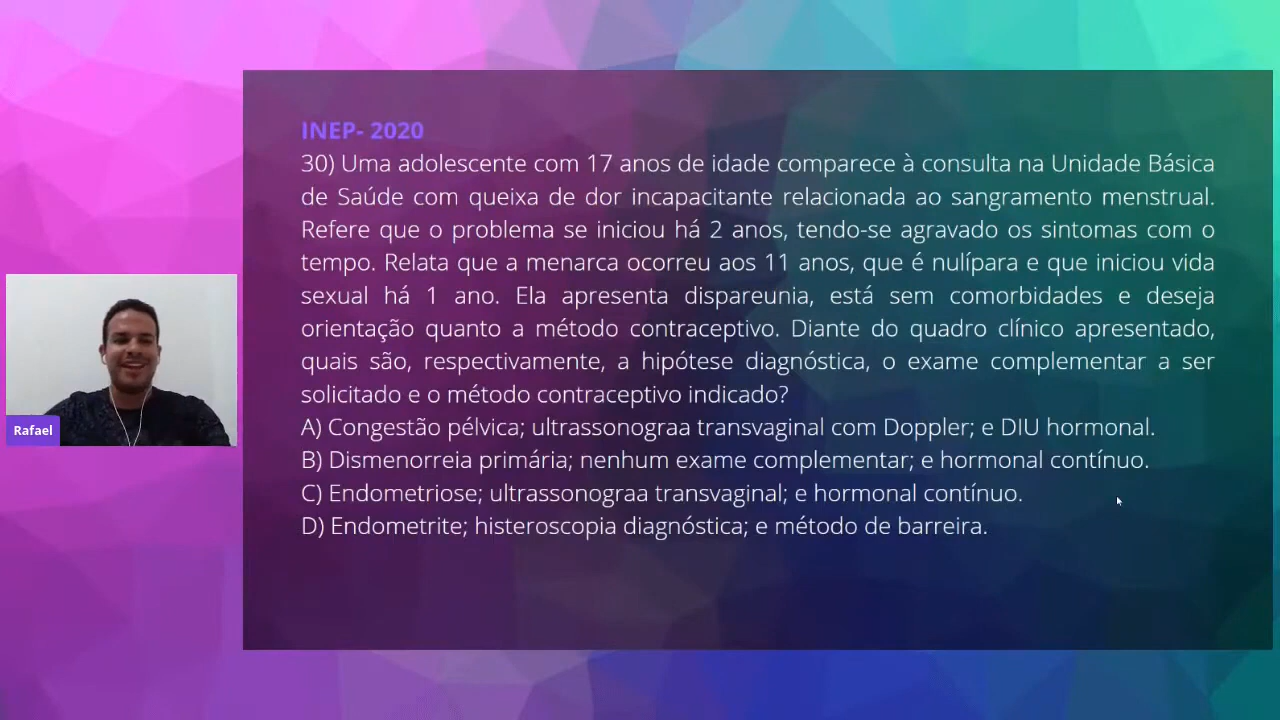 INEP- 2020
30) Uma adolescente com 17 anos de idade comparece à consulta na Unidade Básica
de Saúde com queixa de dor incapacitante relacionada ao sangramento menstrual.
Refere que o problema se iniciou há 2 anos, tendo-se agravado os sintomas com o
tempo. Relata que a menarca ocorreu aos 11 anos, que é nulípara e que iniciou vida
sexual há 1 ano. Ela apresenta dispareunia, está sem comorbidades e deseja
orientação quanto a método contraceptivo. Diante do quadro clínico apresentado,
quais são, respectivamente, a hipótese diagnóstica, o exame complementar a ser
solicitado e o método contraceptivo indicado?
A) Congestão pélvica; ultrassonograa transvaginal com Doppler; e DIU hormonal.
B) Dismenorreia primária; nenhum exame complementar; e hormonal contínuo.
C) Endometriose; ultrassonograa transvaginal; e hormonal contínuo.
D) Endometrite; histeroscopia diagnóstica; e método de barreira.
Rafael